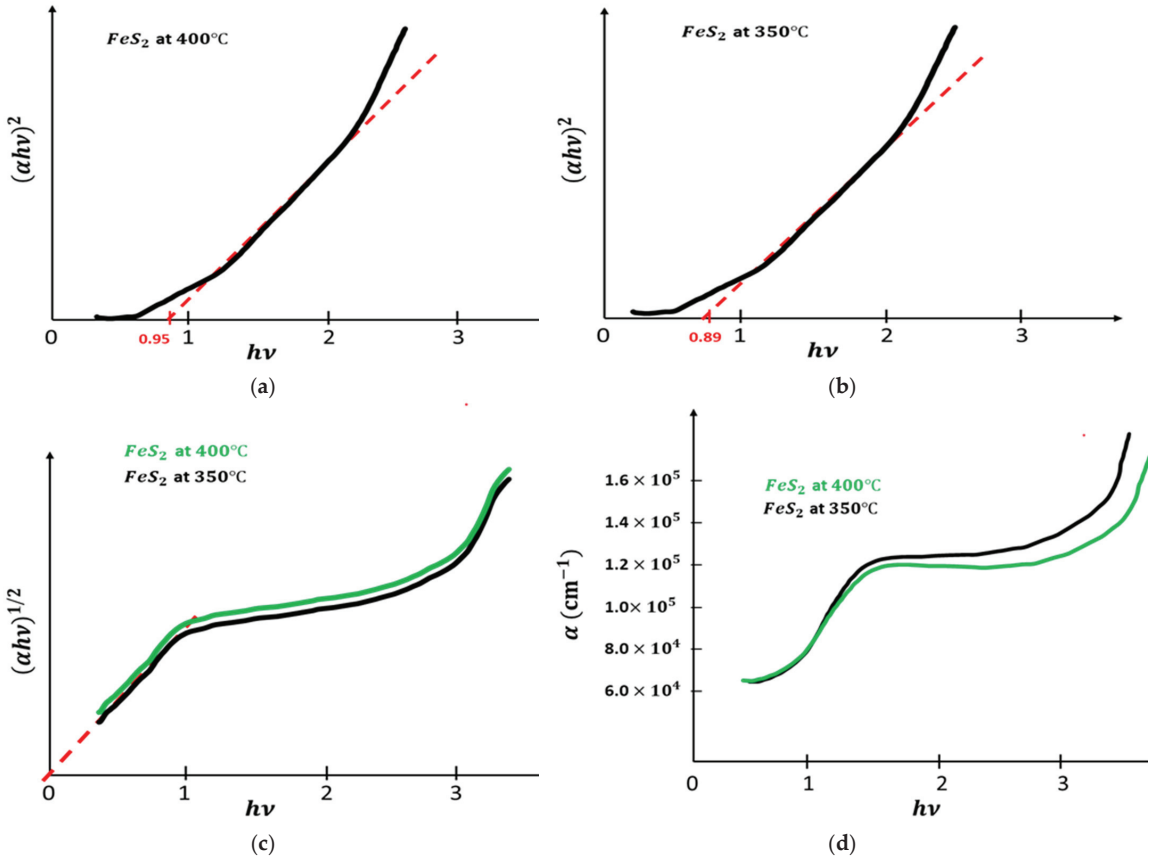 FeS₂ at 400°C
(αhν)²
0
0.95
1
2
3
hν
(a)
FeS₂ at 350°C
(αhν)²
0
0.89
1
2
3
hν
(b)
FeS₂ at 400°C
FeS₂ at 350°C
(αhν)^1/2
0
1
2
3
hν
(c)
FeS₂ at 400°C
FeS₂ at 350°C
α (cm⁻¹)
1.6 × 10⁵
1.4 × 10⁵
1.2 × 10⁵
1.0 × 10⁵
8.0 × 10⁴
6.0 × 10⁴
0
1
2
3
hν
(d)